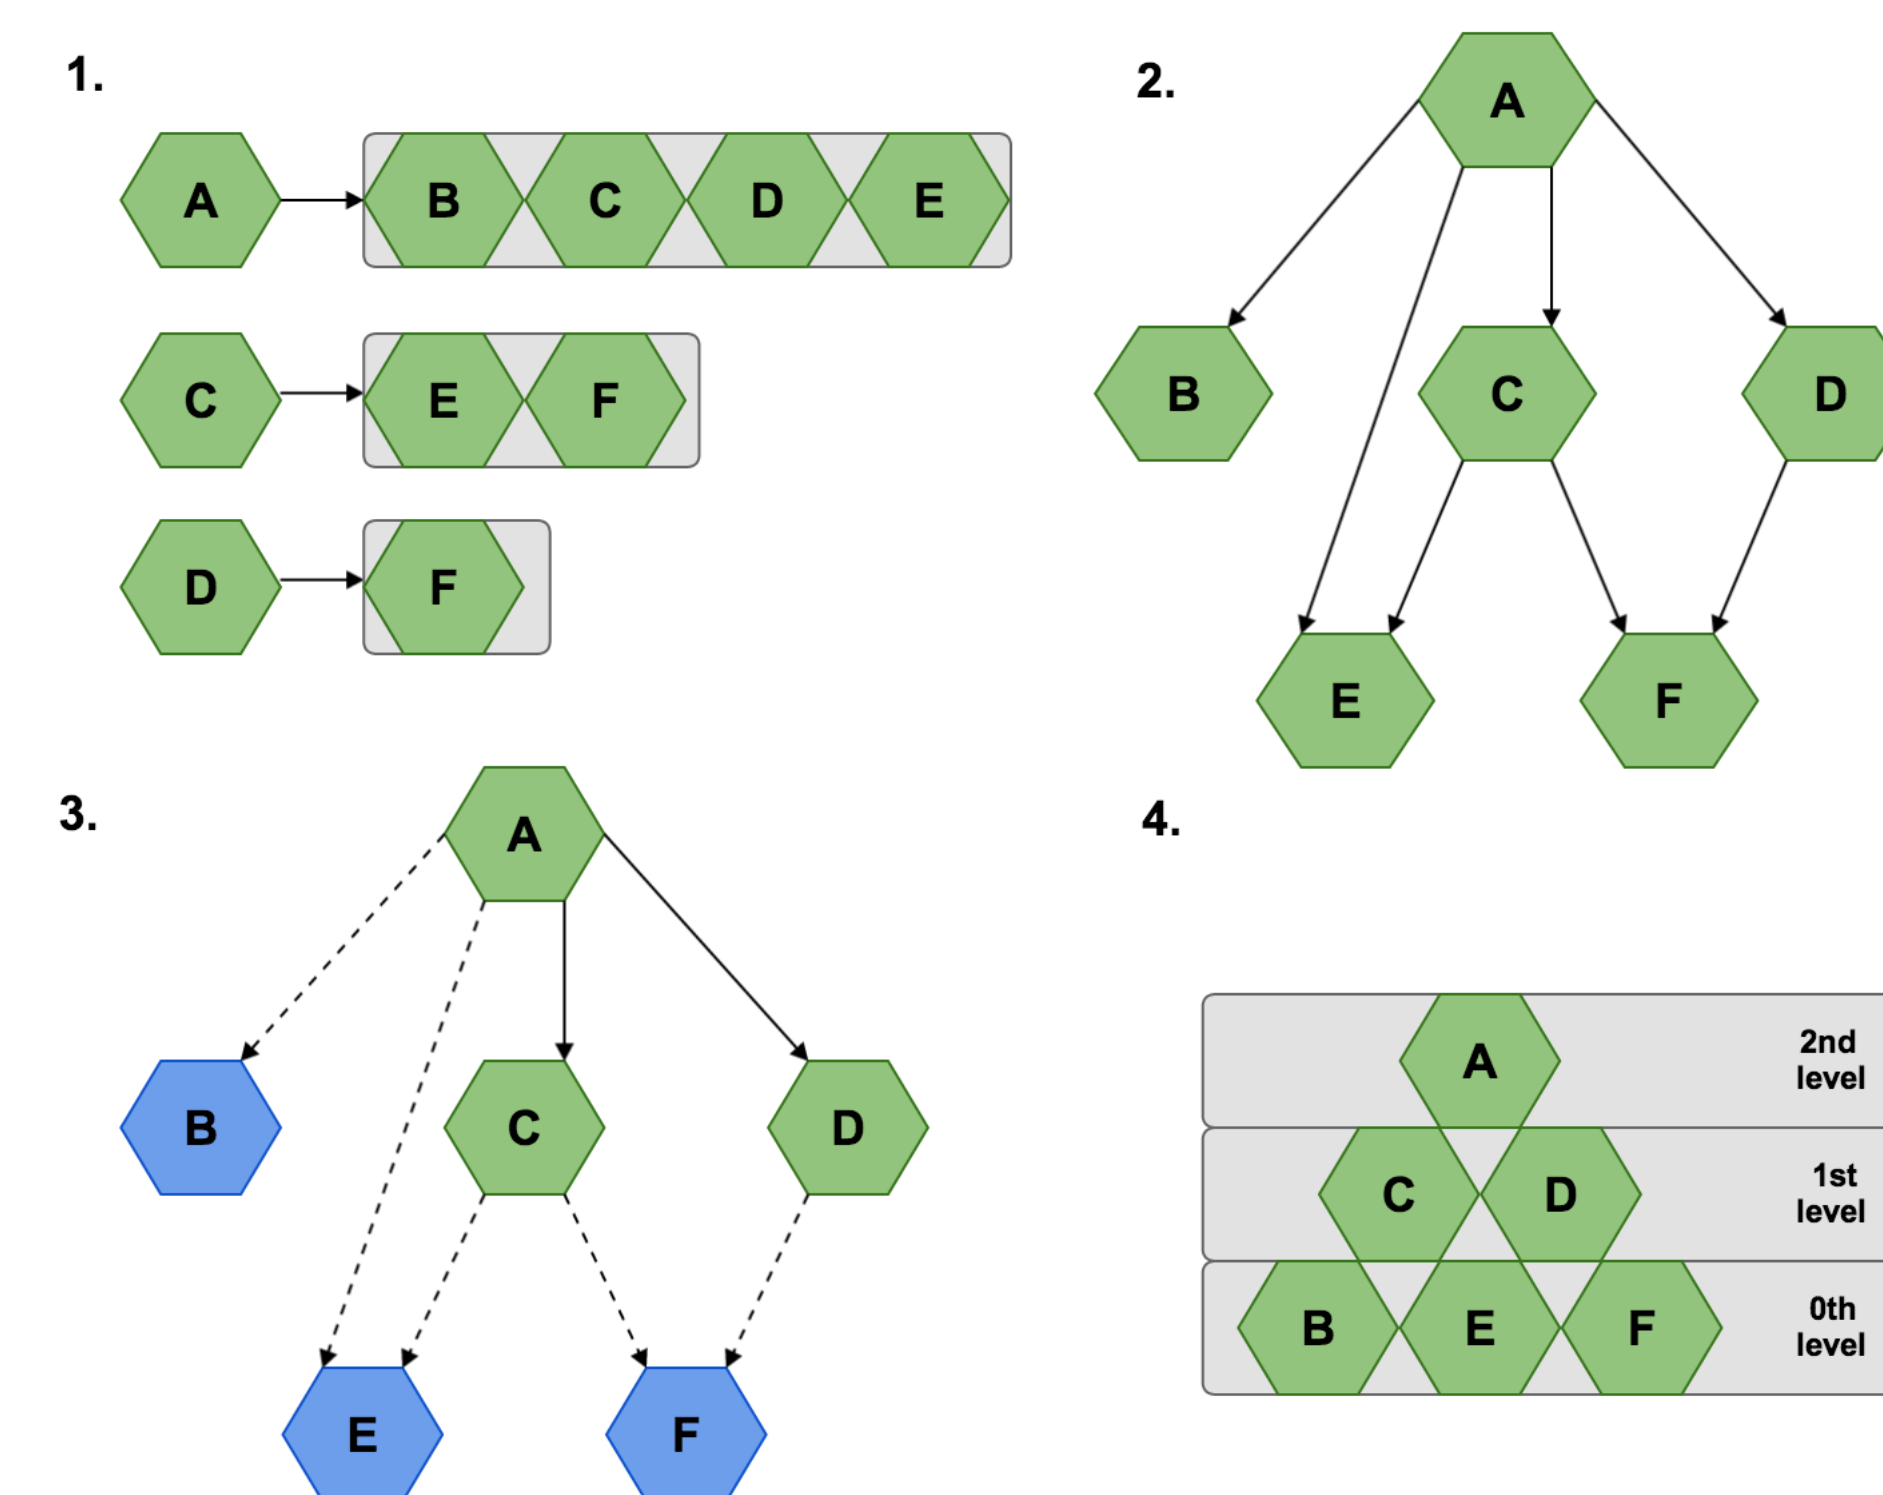 1.
A B C D E
C E F
D F
2.
A
B C D
E F
3.
A
B C D
E F
4.
A 2nd
level
C D 1st
level
B E F 0th
level